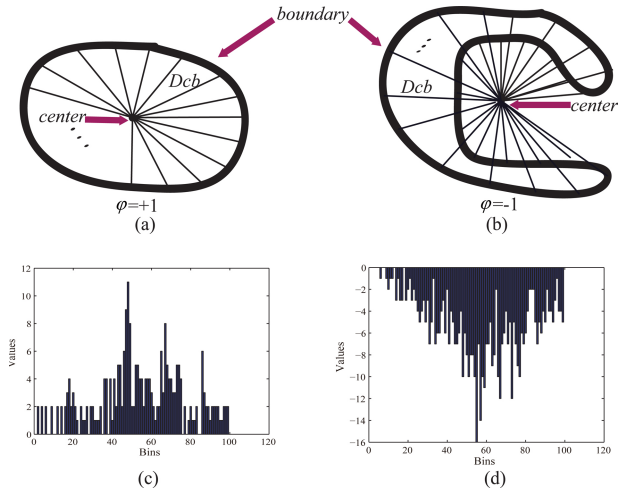 boundary
Dcb
center
φ=+1
(a)
Dcb
center
φ=-1
(b)
12
10
8
6
4
2
0
0 20 40 60 80 100 120
Values
Bins
(c)
0
−2
−4
−6
−8
−10
−12
−14
−16
0 20 40 60 80 100 120
Values
Bins
(d)